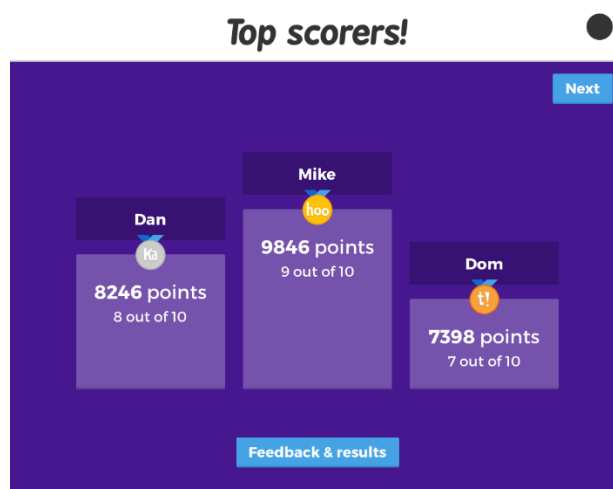 Top scorers!
Next
Mike
hoo
9846 points
9 out of 10
Dan
Ka
8246 points
8 out of 10
Dom
t!
7398 points
7 out of 10
Feedback & results